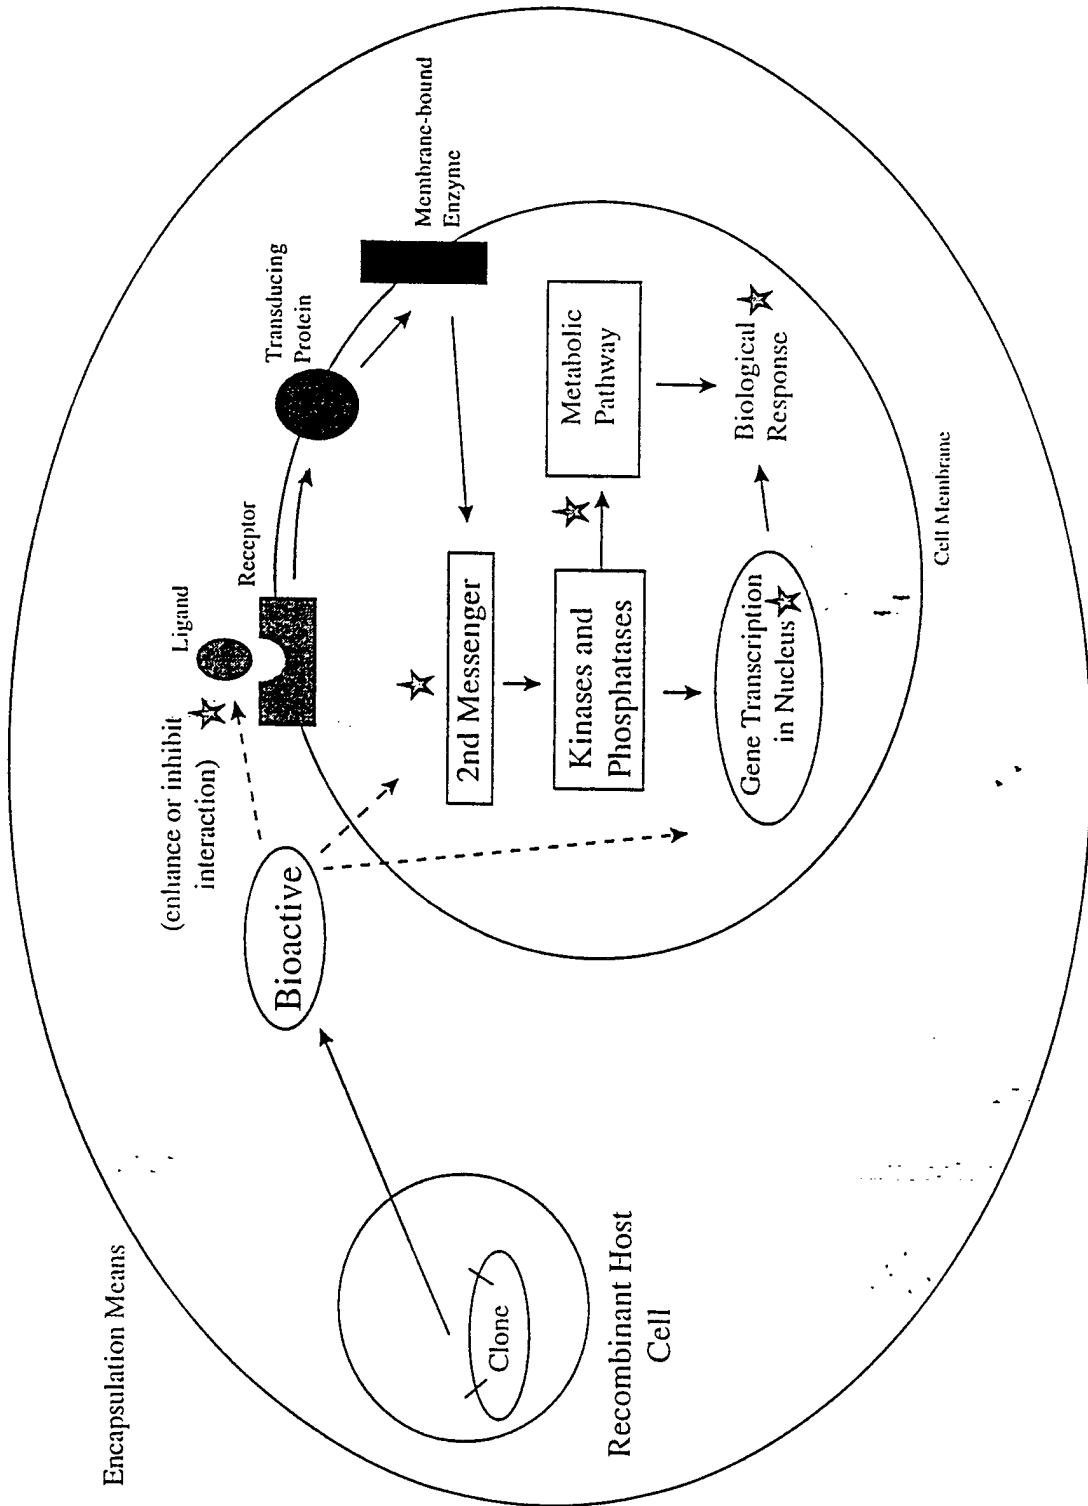 Encapsulation Means
(enhance or inhibit
interaction)
Ligand
Receptor
Transducing
Protein
Membrane-bound
Enzyme
Bioactive
2nd Messenger
Kinases and
Phosphatases
Metabolic
Pathway
Gene Transcription
in Nucleus
Biological
Response
Cell Membrane
Clone
Recombinant Host
Cell